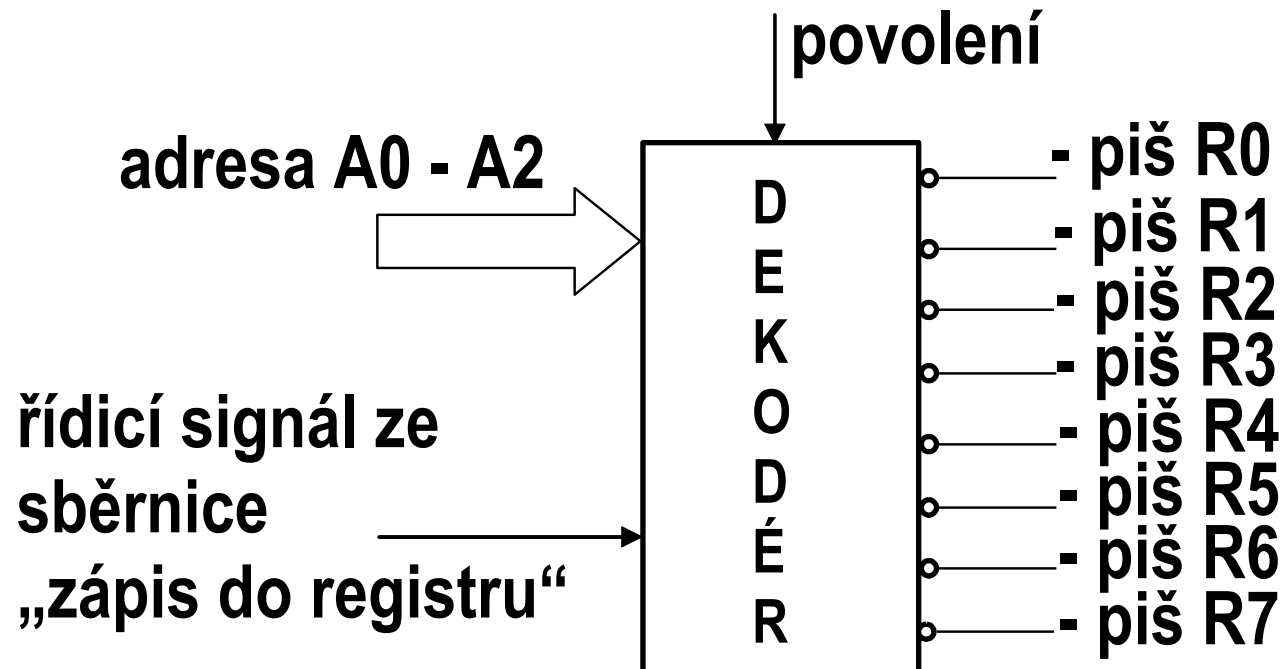 povolení
adresa A0 - A2
řídicí signál ze
sběrnice
„zápis do registru“
D
E
K
O
D
É
R
- piš R0
- piš R1
- piš R2
- piš R3
- piš R4
- piš R5
- piš R6
- piš R7